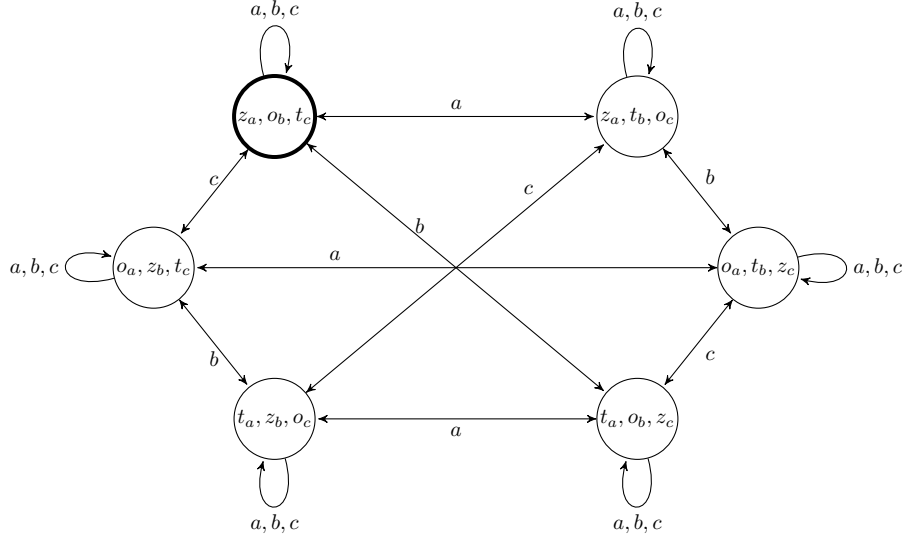 a, b, c
a, b, c
z_a, o_b, t_c
a
z_a, t_b, o_c
c
c
b
b
a, b, c
o_a, z_b, t_c
a
o_a, t_b, z_c
a, b, c
b
c
t_a, z_b, o_c
a
t_a, o_b, z_c
a, b, c
a, b, c